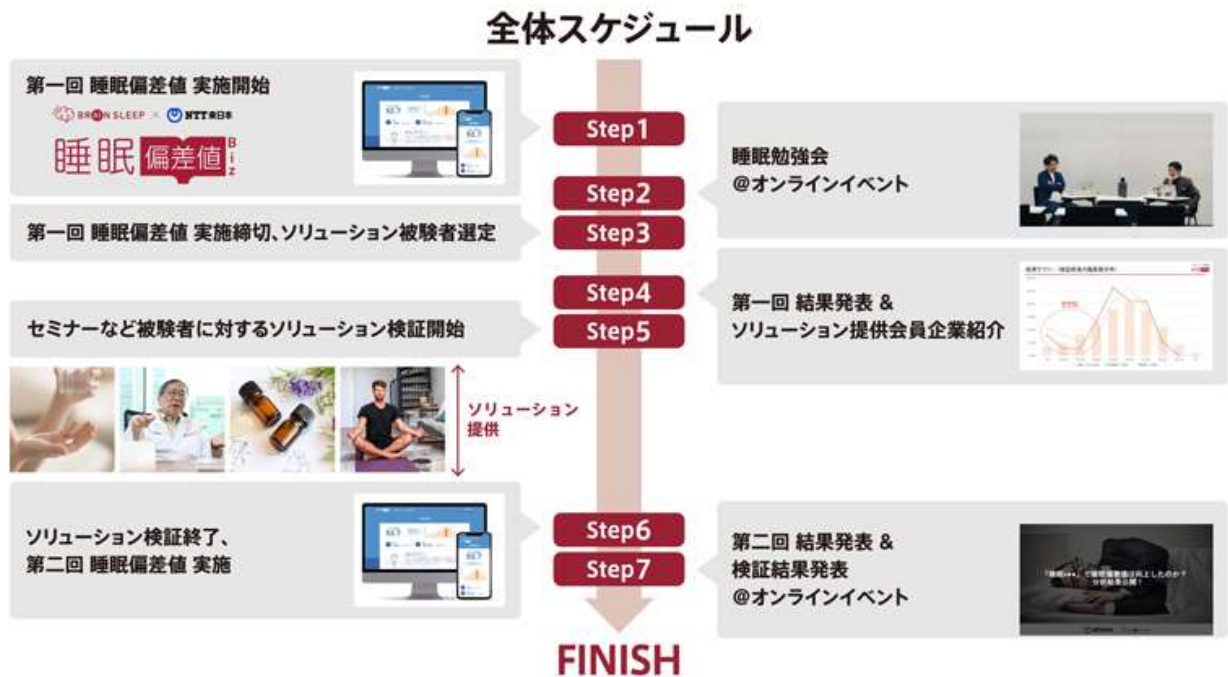 全体スケジュール
第一回 睡眠偏差値 実施開始
BRAIN SLEEP × NTT東日本
睡眠偏差値Biz
Step1
Step2
睡眠勉強会
@オンラインイベント
Step3
第一回 睡眠偏差値 実施締切、ソリューション被験者選定
Step4
第一回 結果発表 &
ソリューション提供会員企業紹介
Step5
セミナーなど被験者に対するソリューション検証開始
ソリューション
提供
Step6
ソリューション検証終了、
第二回 睡眠偏差値 実施
Step7
第二回 結果発表 &
検証結果発表
@オンラインイベント
分析結果公開!
FINISH